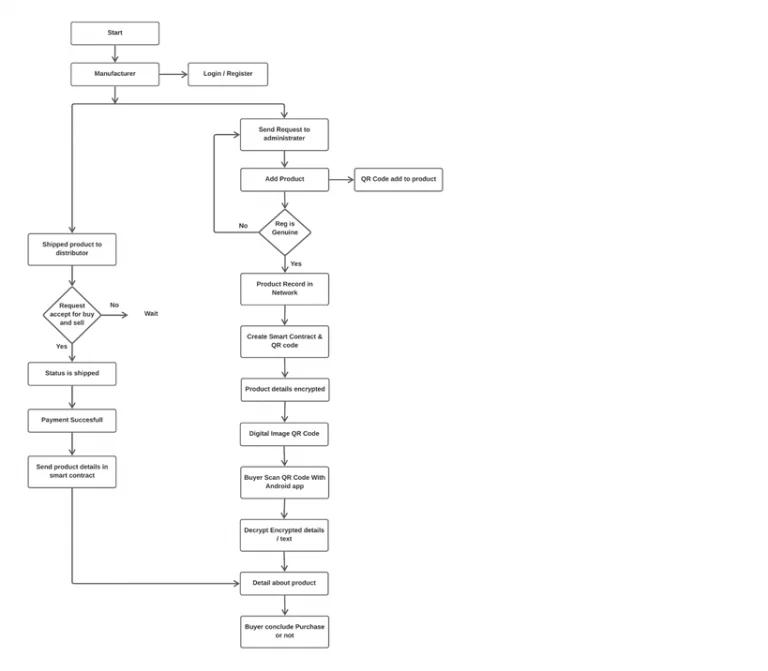 Start
Manufacturer
Login / Register
Send Request to
administrater
Add Product
QR Code add to product
No
Reg is
Genuine
Yes
Shipped product to
distributor
Product Record in
Network
Request
accept for buy
and sell
No
Wait
Yes
Create Smart Contract &
QR code
Status is shipped
Product details encrypted
Payment Succesfull
Digital Image QR Code
Send product details in
smart contract
Buyer Scan QR Code With
Android app
Decrypt Encrypted details
/ text
Detail about product
Buyer conclude Purchase
or not